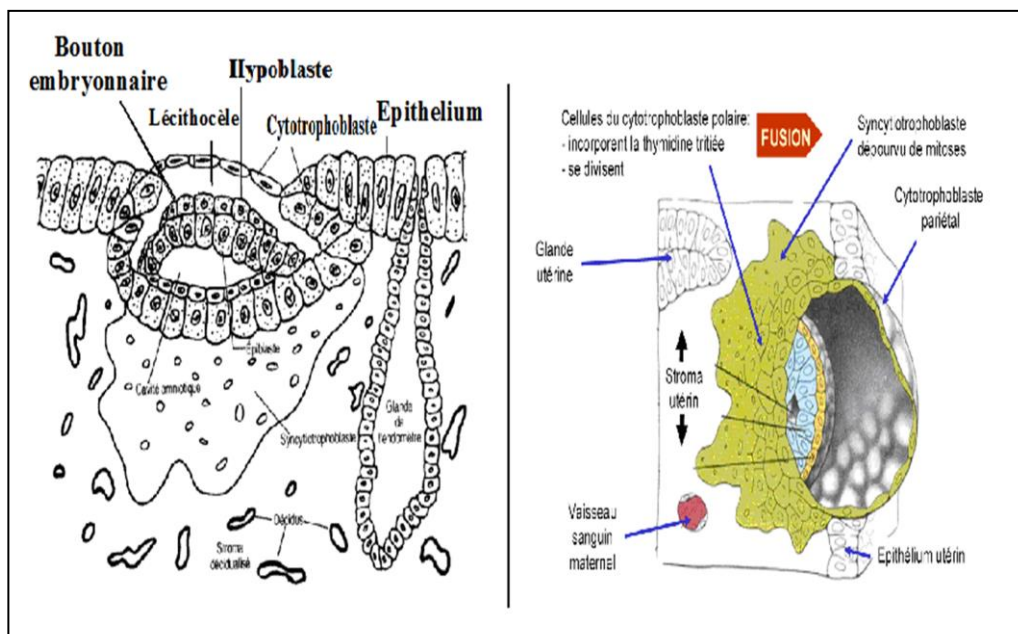 Bouton
embryonnaire
Hypoblaste
Lécithocèle
Cytotrophoblaste
Epithelium
Epiblaste
Cavité amniotique
Syncytiotrophoblaste
Glande
de
l'endomètre
Décidus
Stroma
décidualisé
Cellules du cytotrophoblaste polaire:
- incorporent la thymidine tritiée
- se divisent
FUSION
Syncytiotrophoblaste
dépourvu de mitoses
Cytotrophoblaste
pariétal
Glande
utérine
Stroma
utérin
Vaisseau
sanguin
maternel
Epithélium utérin